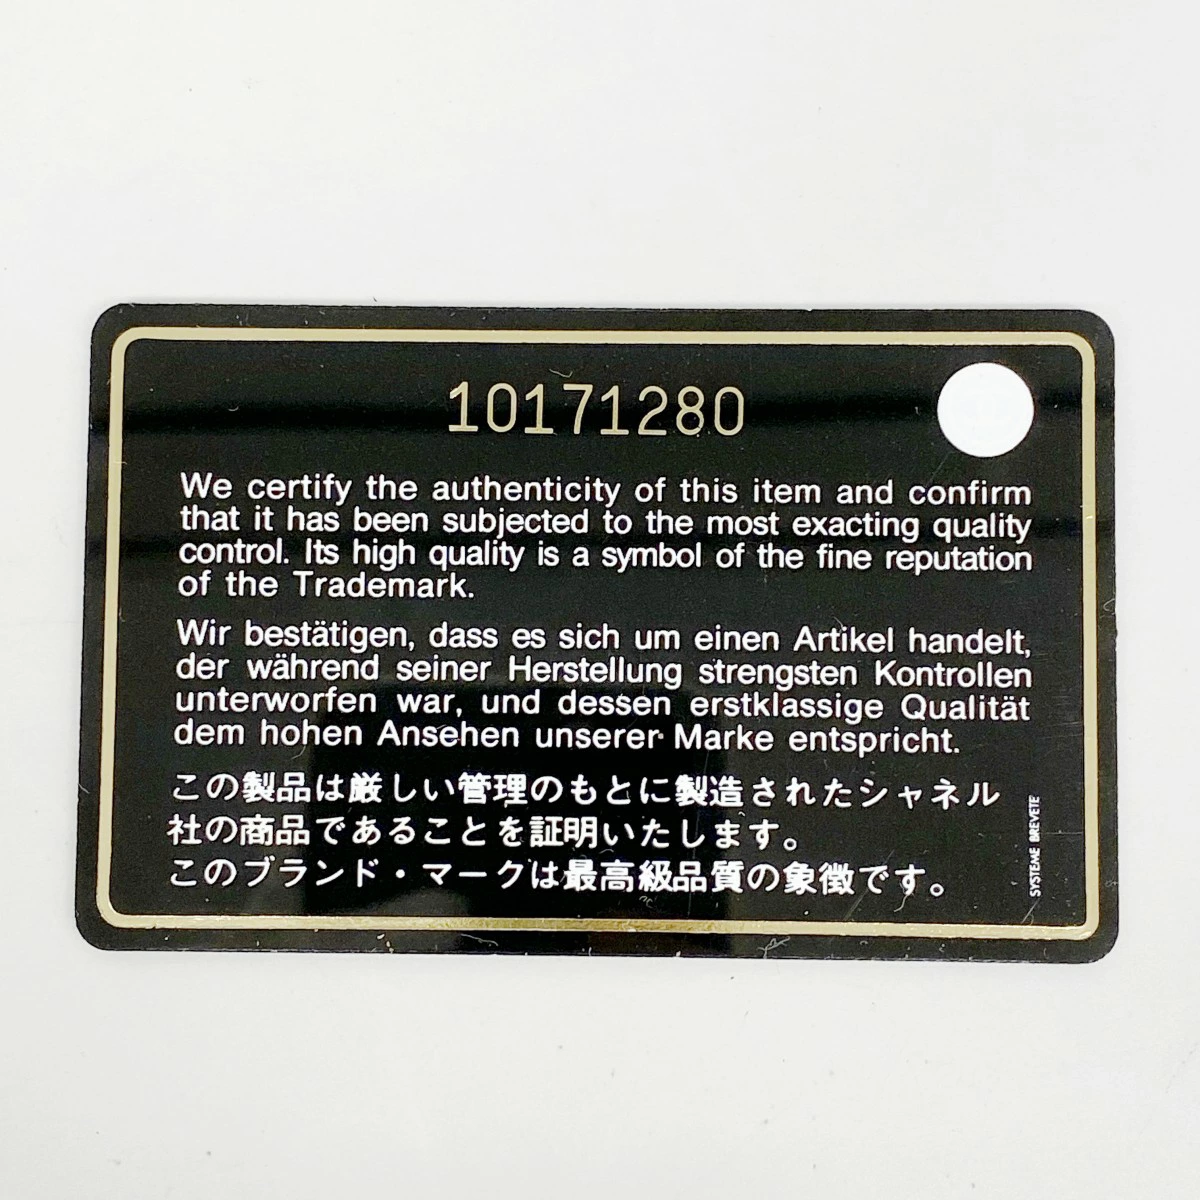 10171280
We certify the authenticity of this item and confirm
that it has been subjected to the most exacting quality
control. Its high quality is a symbol of the fine reputation
of the Trademark.
Wir bestätigen, dass es sich um einen Artikel handelt,
der während seiner Herstellung strengsten Kontrollen
unterworfen war, und dessen erstklassige Qualität
dem hohen Ansehen unserer Marke entspricht.
この製品は厳しい管理のもとに製造されたシャネル
社の商品であることを証明いたします。
このブランド・マークは最高級品質の象徴です。
SYSTEME BREVETE